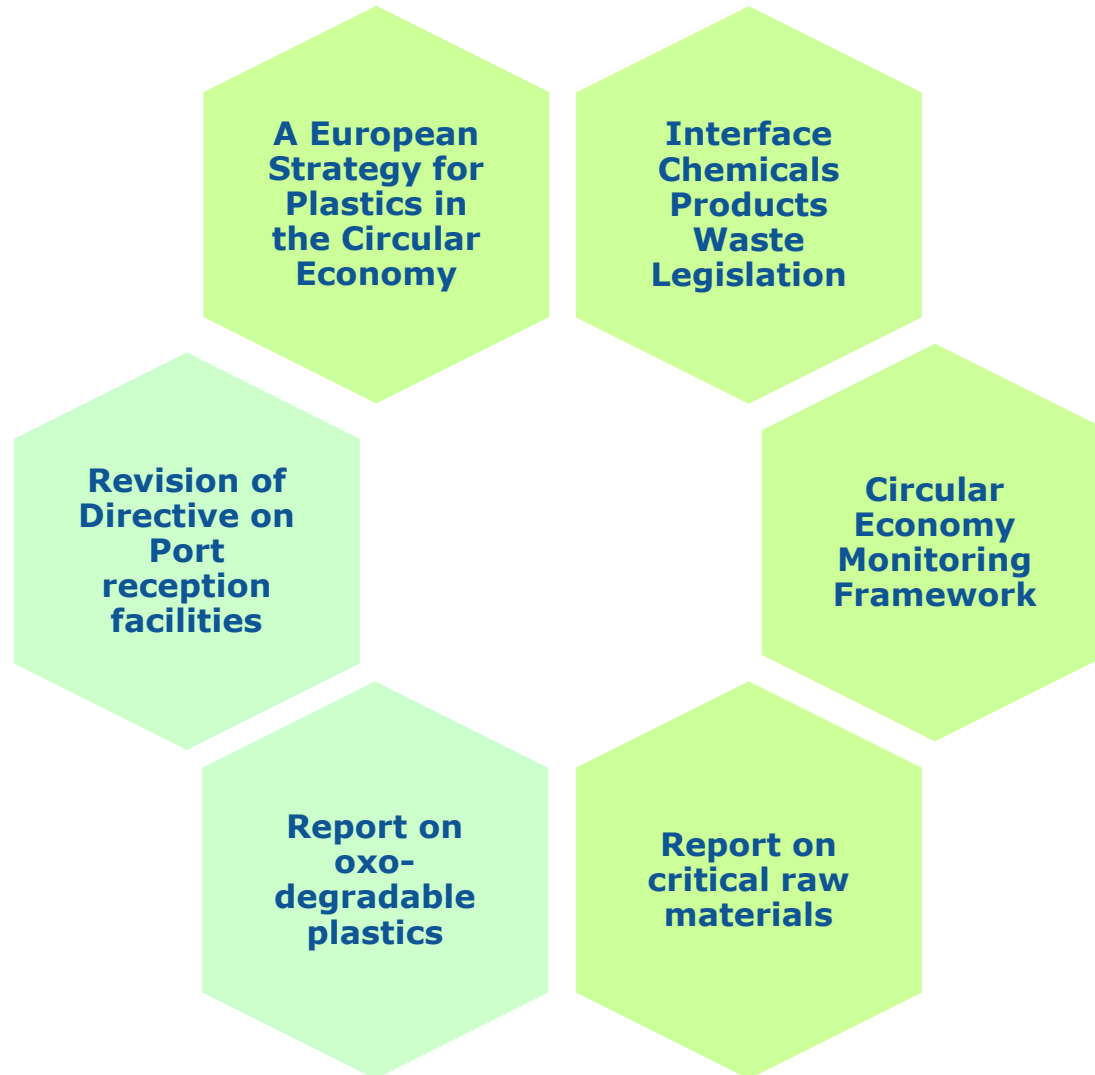 A European
Strategy for
Plastics in
the Circular
Economy
Interface
Chemicals
Products
Waste
Legislation
Revision of
Directive on
Port
reception
facilities
Circular
Economy
Monitoring
Framework
Report on
oxo-
degradable
plastics
Report on
critical raw
materials